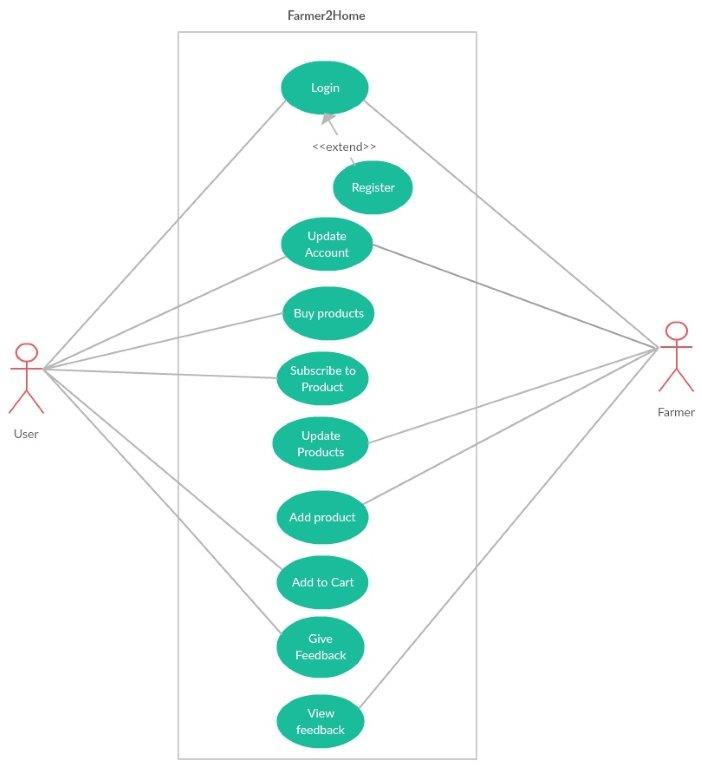 Farmer2Home
Login
<<extend>>
Register
Update
Account
Buy products
Subscribe to
Product
Update
Products
Add product
Add to Cart
Give
Feedback
View
feedback
User
Farmer